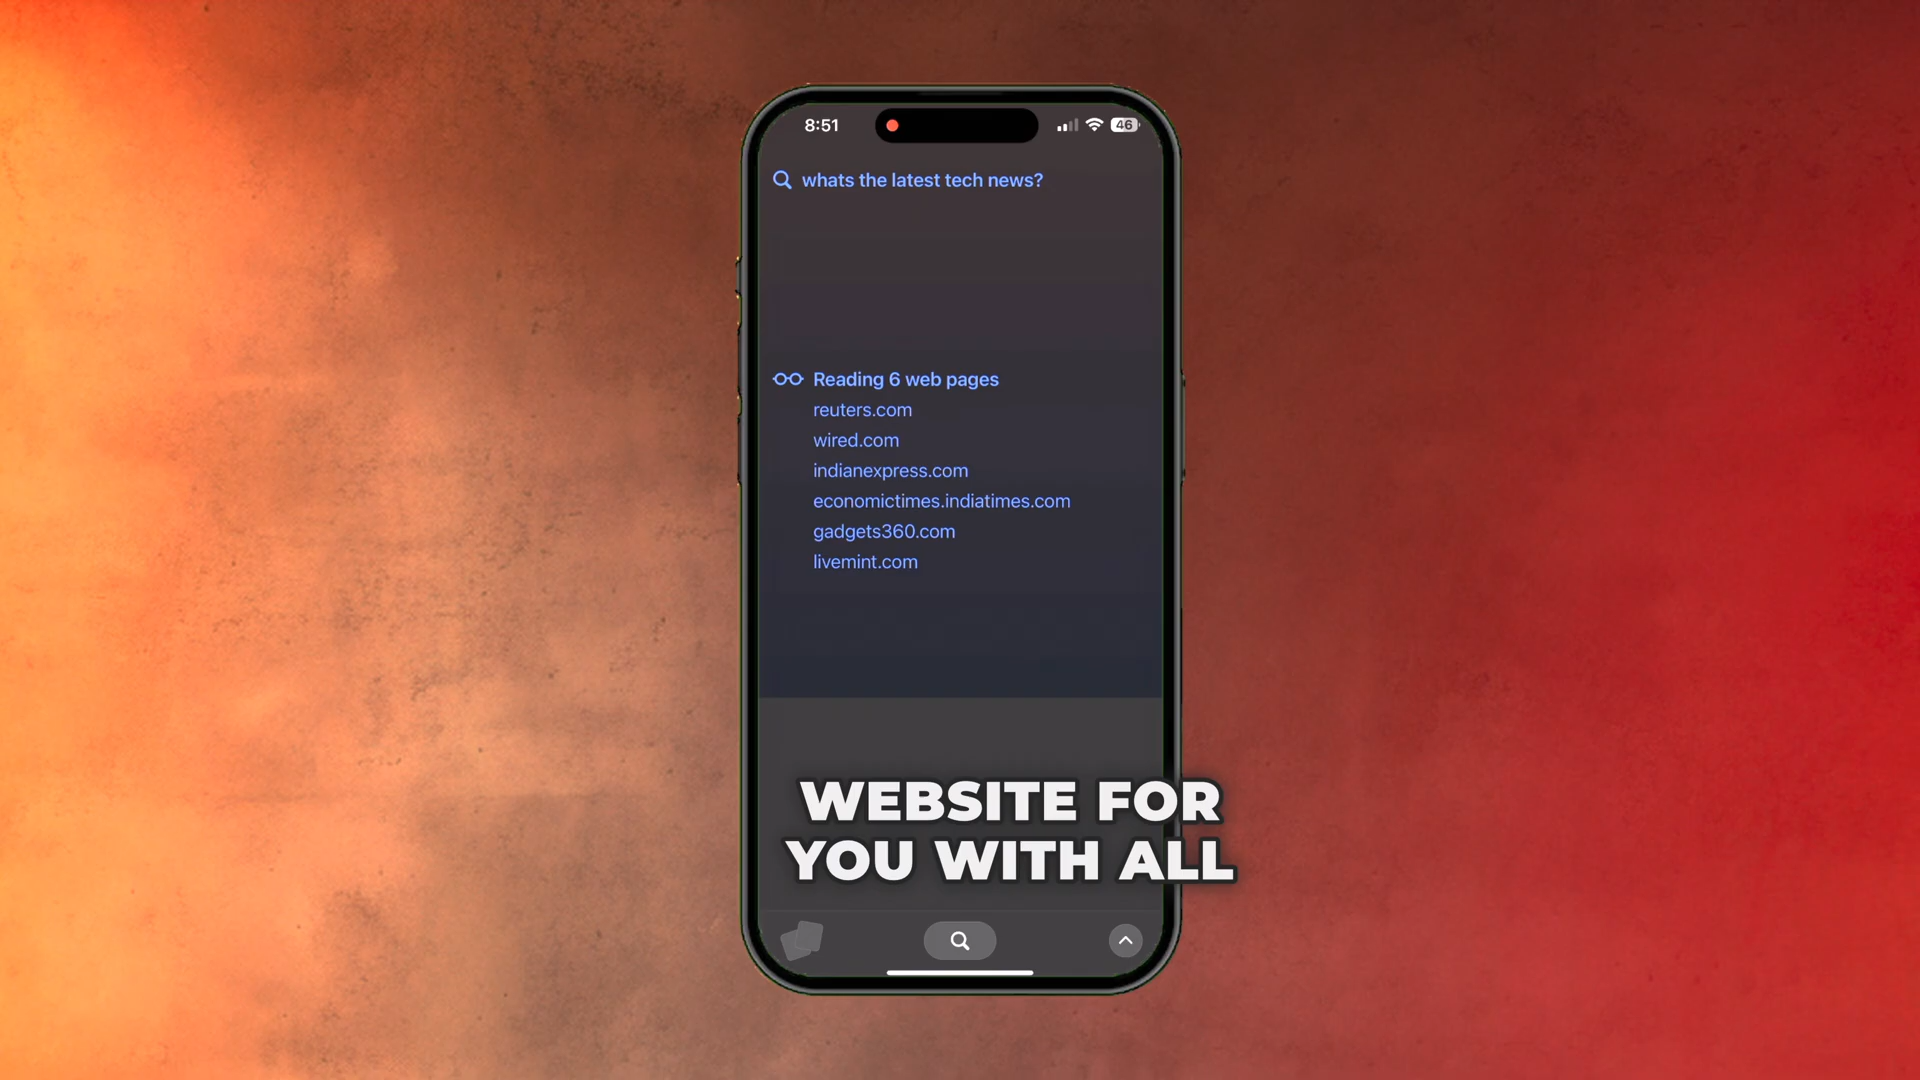 8:51
46
whats the latest tech news?
Reading 6 web pages
reuters.com
wired.com
indianexpress.com
economictimes.indiatimes.com
gadgets360.com
livemint.com
WEBSITE FOR
YOU WITH ALL